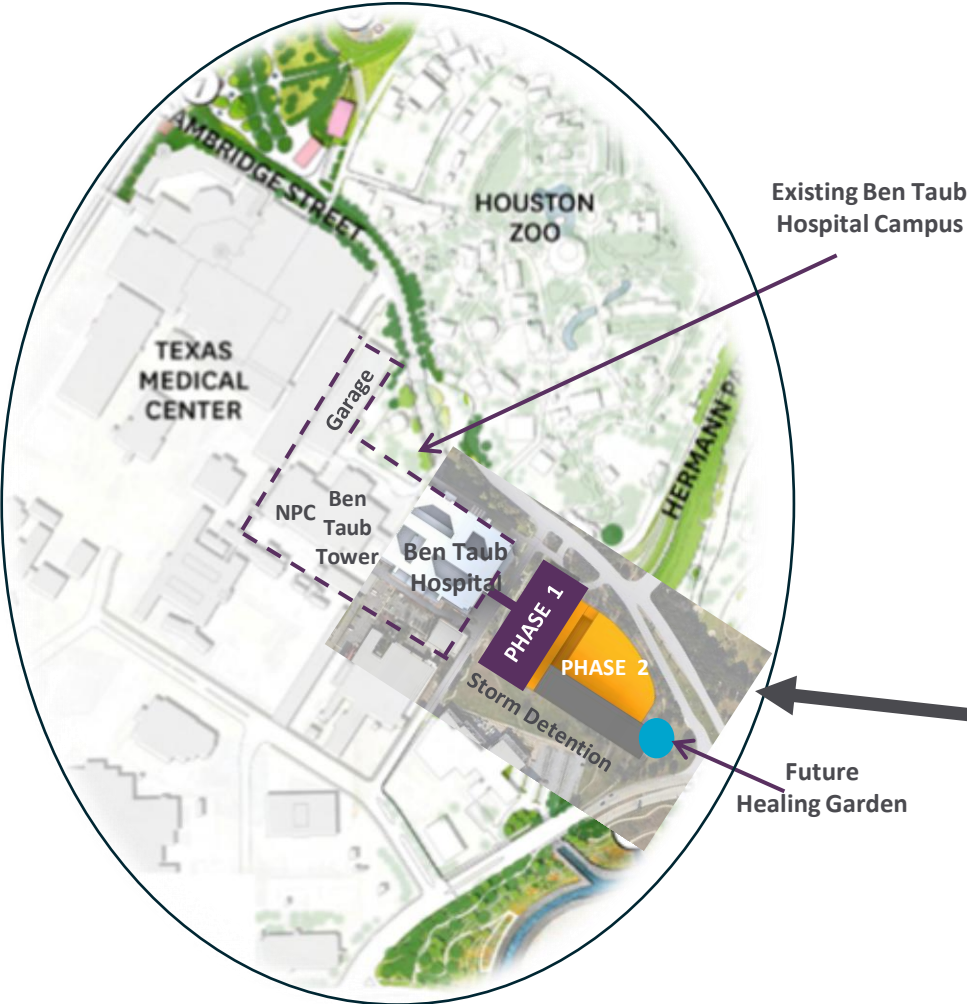 AMBRIDGE STREET
HOUSTON
ZOO
Existing Ben Taub
Hospital Campus
TEXAS
MEDICAL
CENTER
Garage
HERMANN P
NPC
Ben
Taub
Tower
Ben Taub
Hospital
PHASE 1
PHASE 2
Storm Detention
Future
Healing Garden